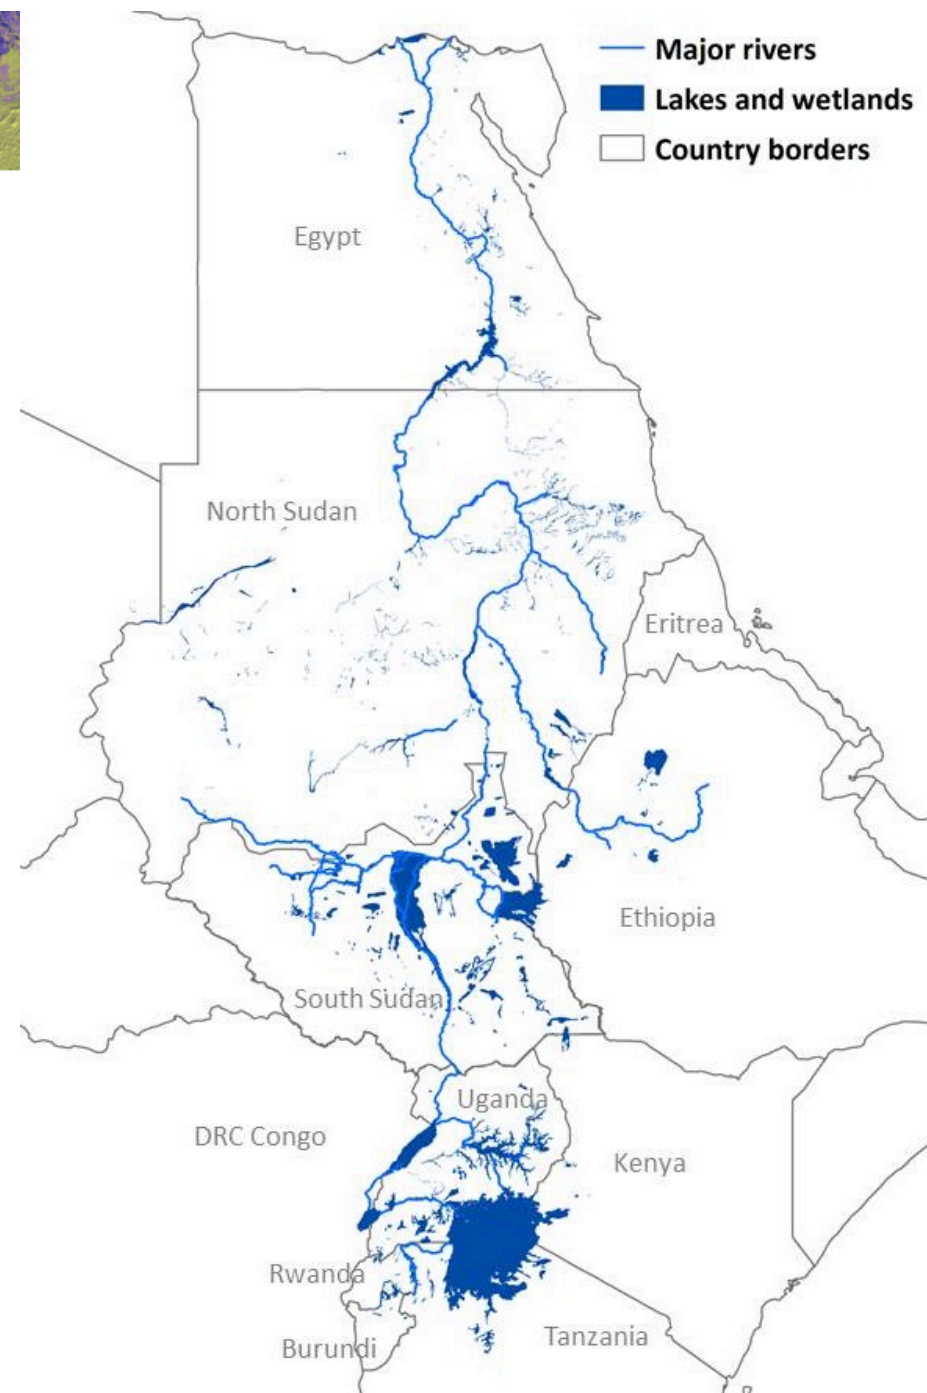 Major rivers
Lakes and wetlands
Country borders
Egypt
North Sudan
Eritrea
Ethiopia
South Sudan
Uganda
DRC Congo
Kenya
Rwanda
Burundi
Tanzania